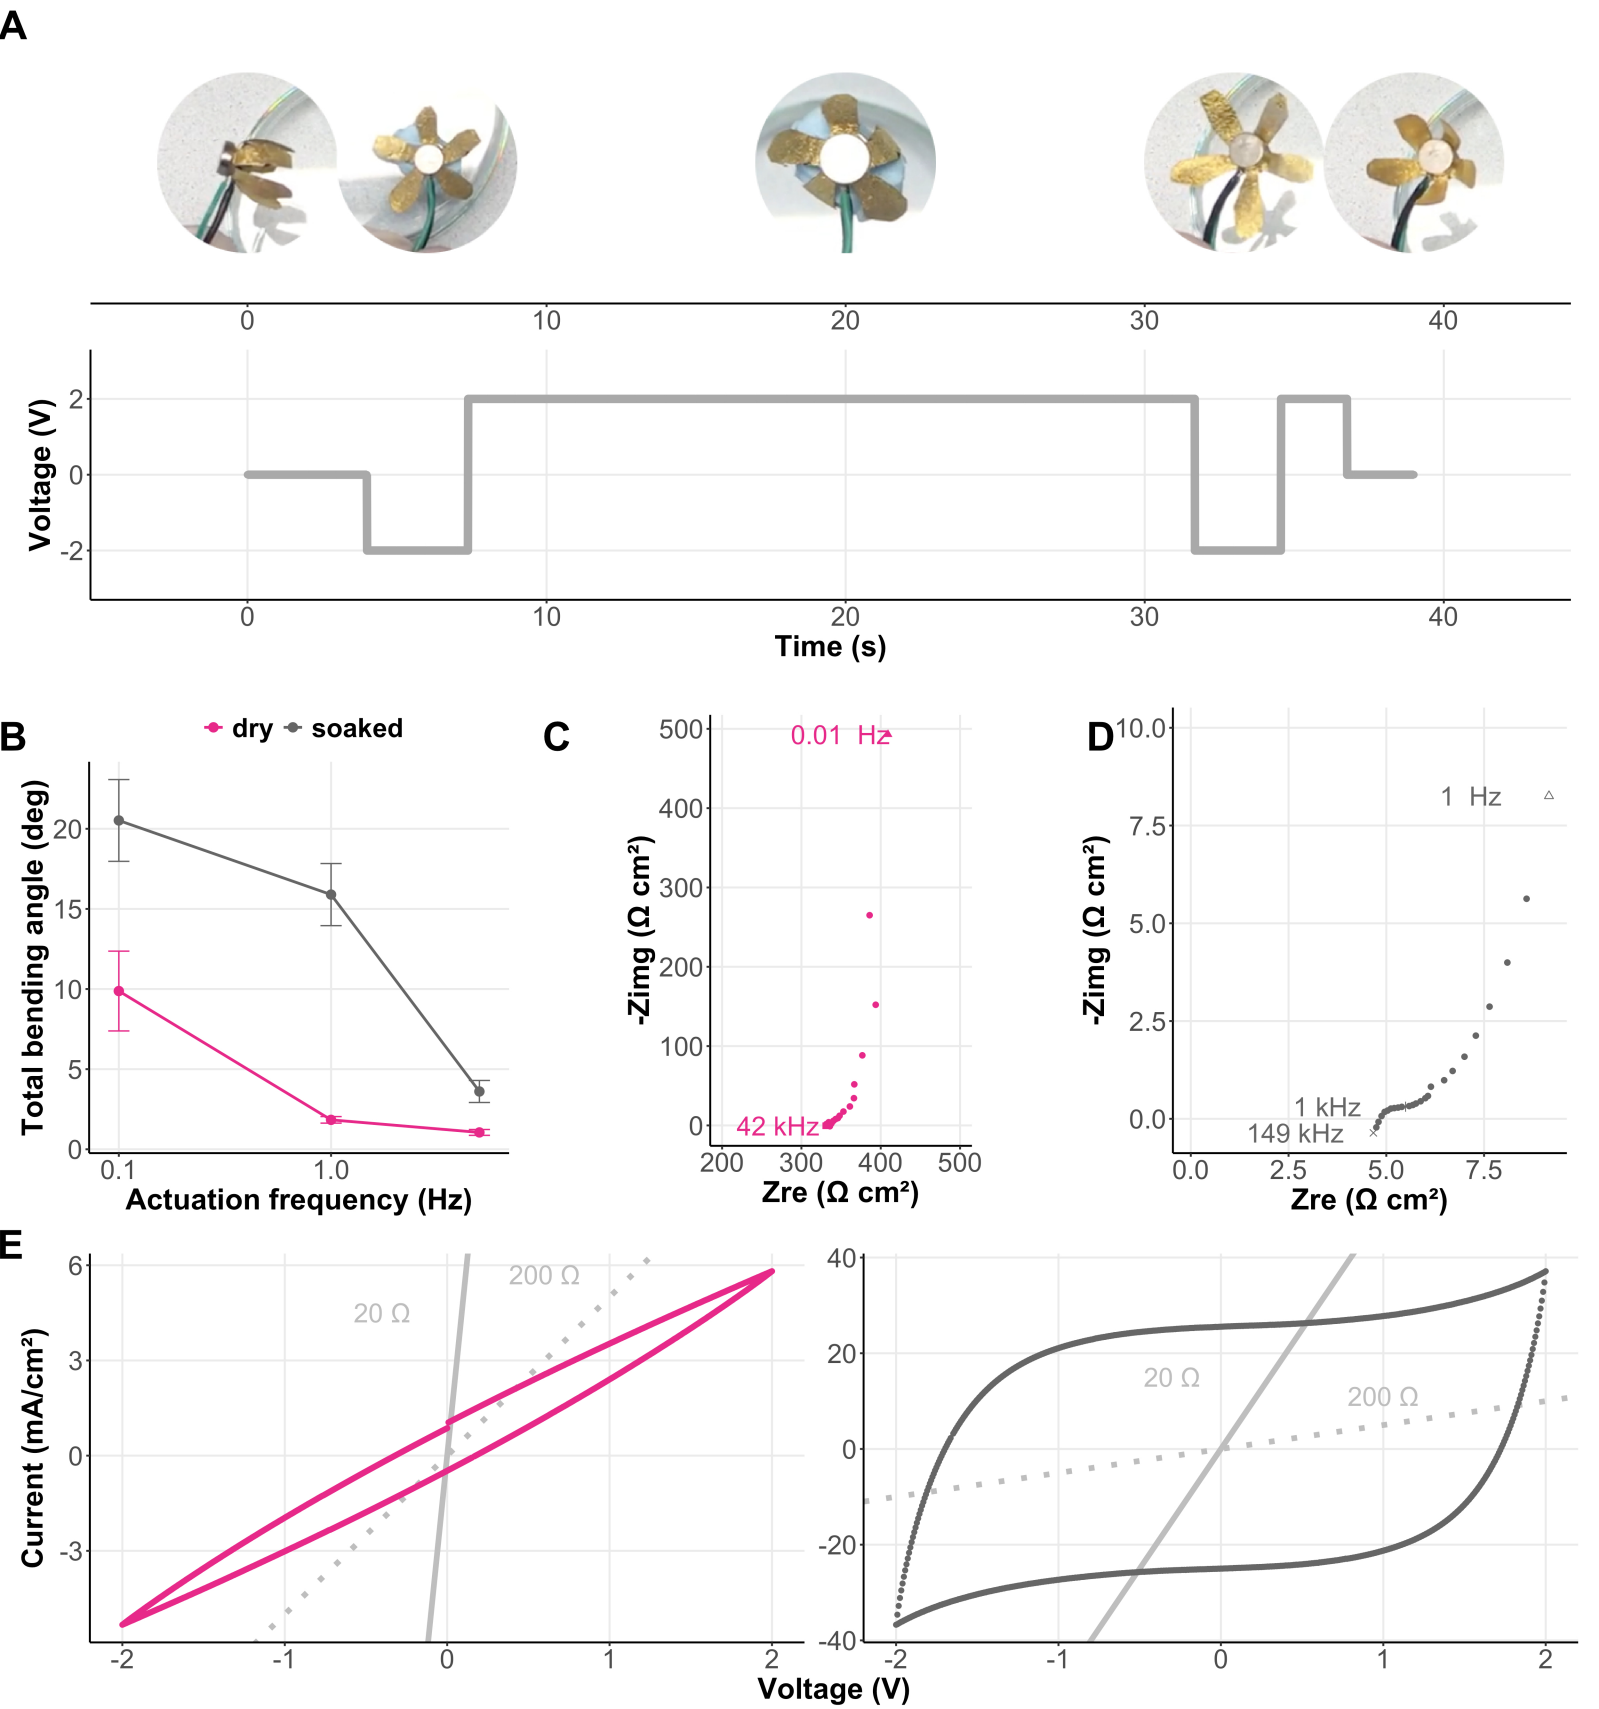 A
0 10 20 30 40
Voltage (V)
2
0
-2
0 10 20 30 40
Time (s)
B
dry soaked
Total bending angle (deg)
20
15
10
5
0
0.1 1.0
Actuation frequency (Hz)
C
-Zimg (Ω cm²)
500
400
300
200
100
0
0.01 Hz
42 kHz
200 300 400 500
Zre (Ω cm²)
D
-Zimg (Ω cm²)
10.0
7.5
5.0
2.5
0.0
1 Hz
1 kHz
149 kHz
0.0 2.5 5.0 7.5
Zre (Ω cm²)
E
Current (mA/cm²)
6
3
0
-3
20 Ω
200 Ω
-2 -1 0 1 2
40
20
0
-20
-40
20 Ω
200 Ω
-2 -1 0 1 2
Voltage (V)